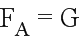 F_A = G